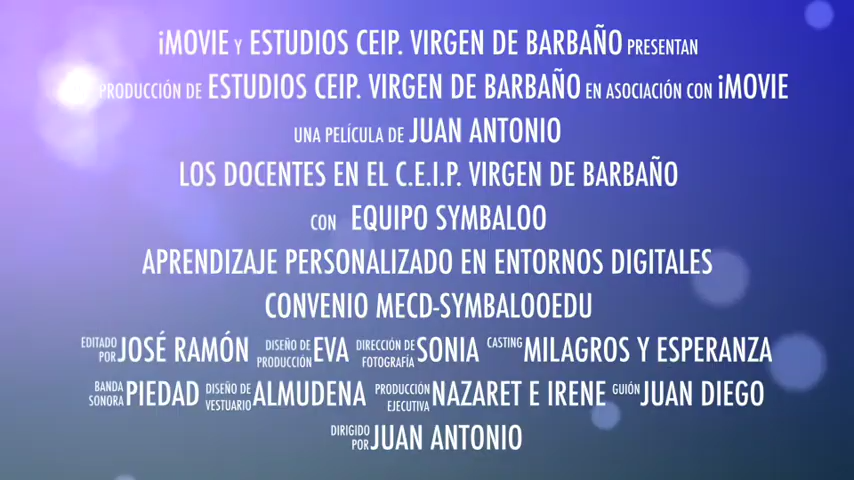 iMOVIE Y ESTUDIOS CEIP. VIRGEN DE BARBAÑO PRESENTAN
PRODUCCIÓN DE ESTUDIOS CEIP. VIRGEN DE BARBAÑO EN ASOCIACIÓN CON iMOVIE
UNA PELÍCULA DE JUAN ANTONIO
LOS DOCENTES EN EL C.E.I.P. VIRGEN DE BARBAÑO
CON EQUIPO SYMBALOO
APRENDIZAJE PERSONALIZADO EN ENTORNOS DIGITALES
CONVENIO MECD-SYMBALOOEDU
EDITADO POR JOSÉ RAMÓN DISEÑO DE PRODUCCIÓN EVA DIRECCIÓN DE FOTOGRAFÍA SONIA CASTING MILAGROS Y ESPERANZA
BANDA SONORA PIEDAD DISEÑO DE VESTUARIO ALMUDENA PRODUCCIÓN EJECUTIVA NAZARET E IRENE GUIÓN JUAN DIEGO
DIRIGIDO POR JUAN ANTONIO